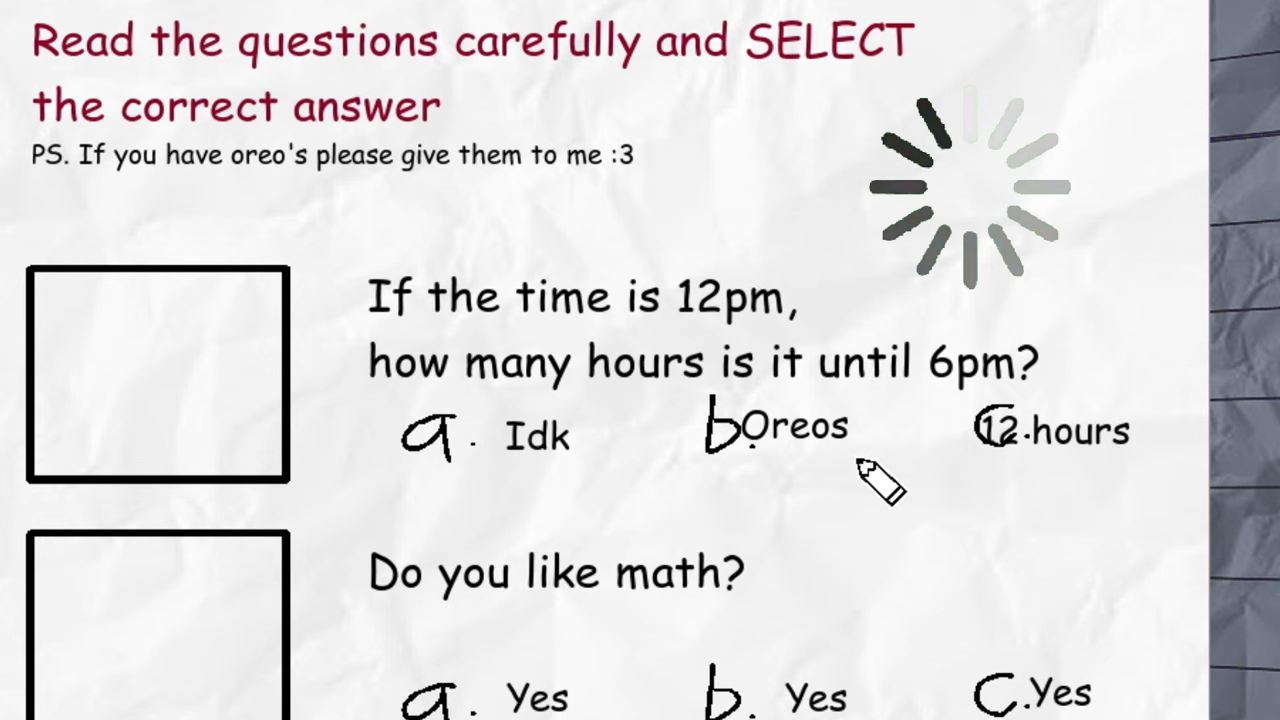 Read the questions carefully and SELECT
the correct answer
PS. If you have oreo's please give them to me :3
If the time is 12pm,
how many hours is it until 6pm?
a. Idk b. Oreos C. 12 hours
Do you like math?
a. Yes b. Yes C. Yes